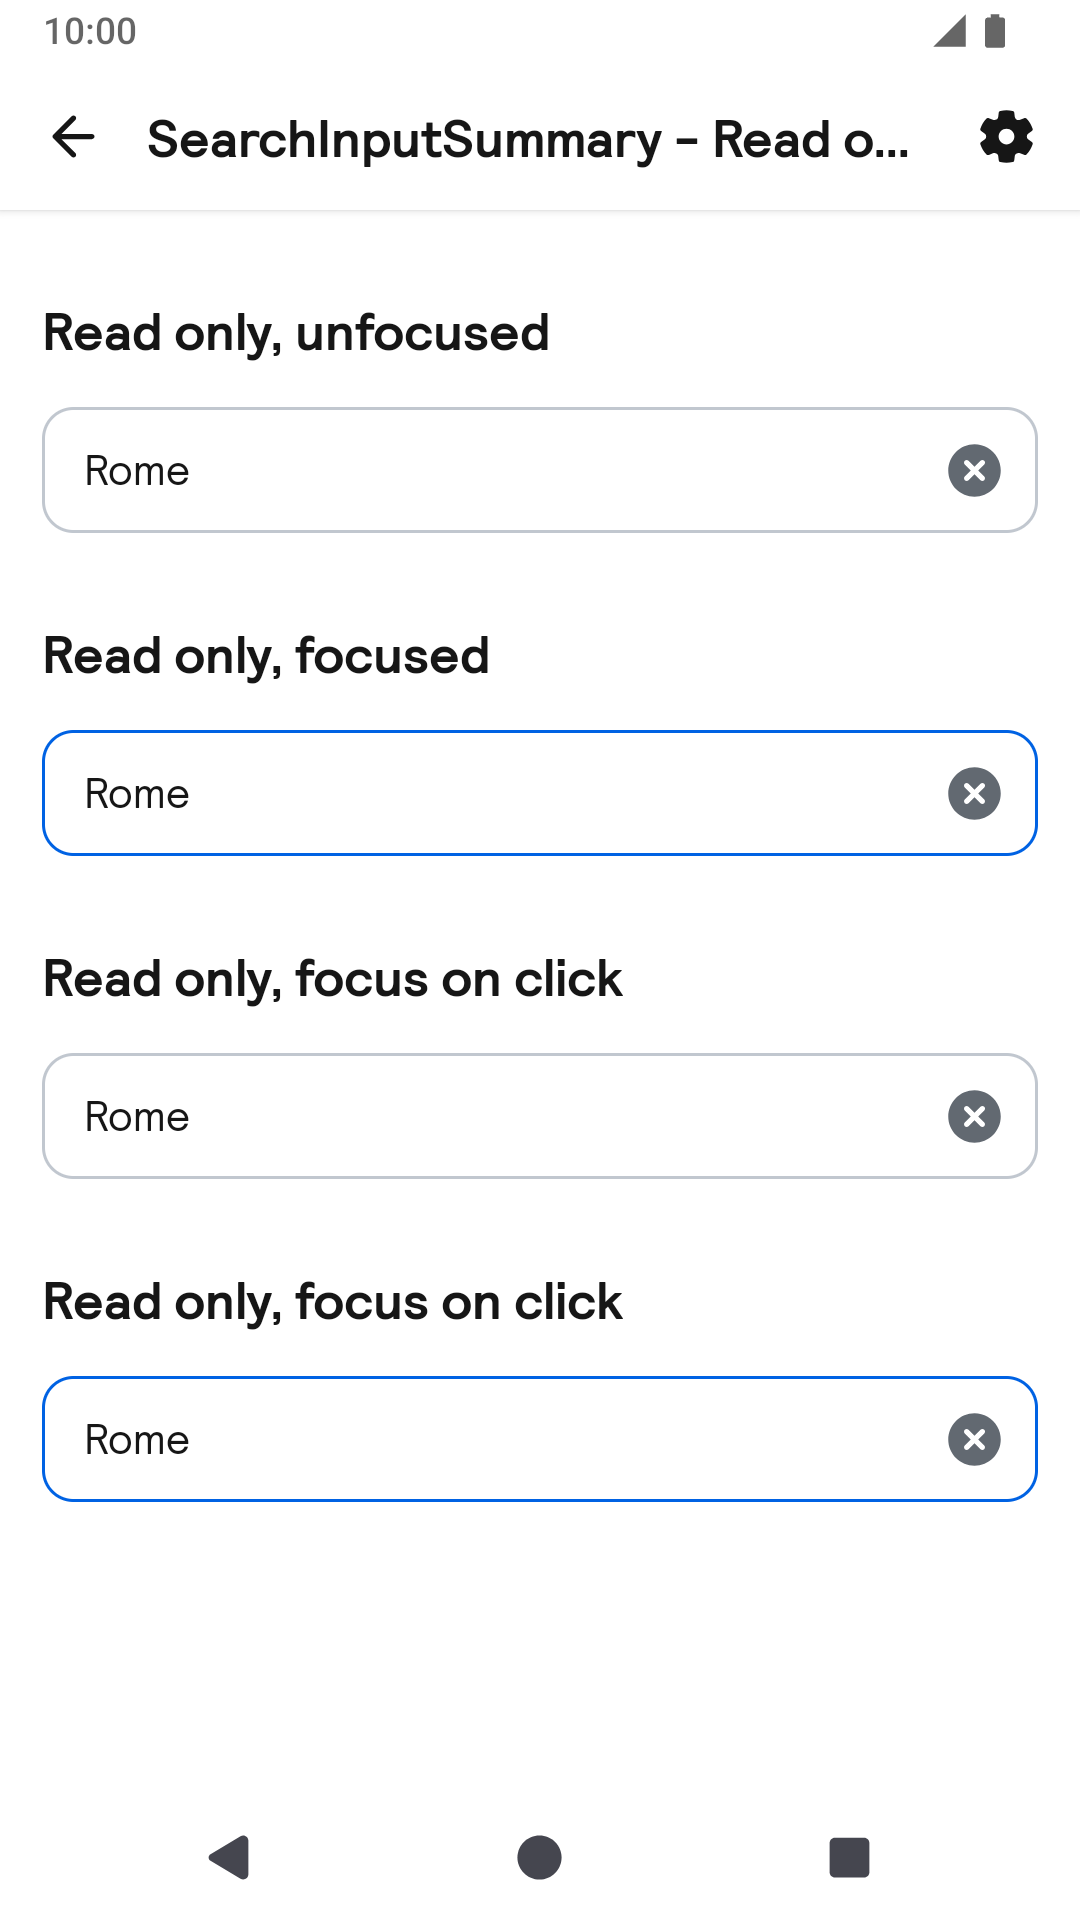 10:00
SearchInputSummary - Read o...
Read only, unfocused
Rome
Read only, focused
Rome
Read only, focus on click
Rome
Read only, focus on click
Rome